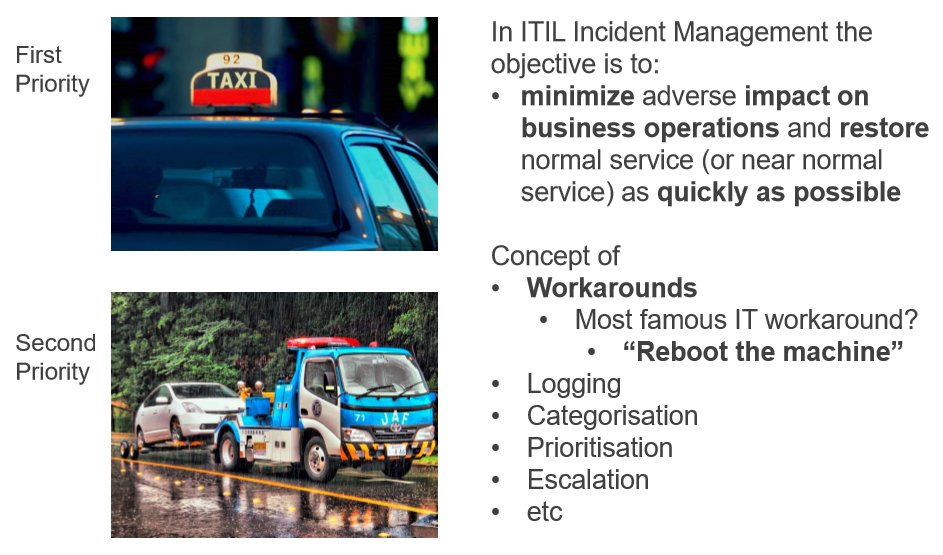 First
Priority
92
TAXI
In ITIL Incident Management the
objective is to:
• minimize adverse impact on
business operations and restore
normal service (or near normal
service) as quickly as possible
Concept of
• Workarounds
• Most famous IT workaround?
• “Reboot the machine”
• Logging
• Categorisation
• Prioritisation
• Escalation
• etc
Second
Priority
71 JAF